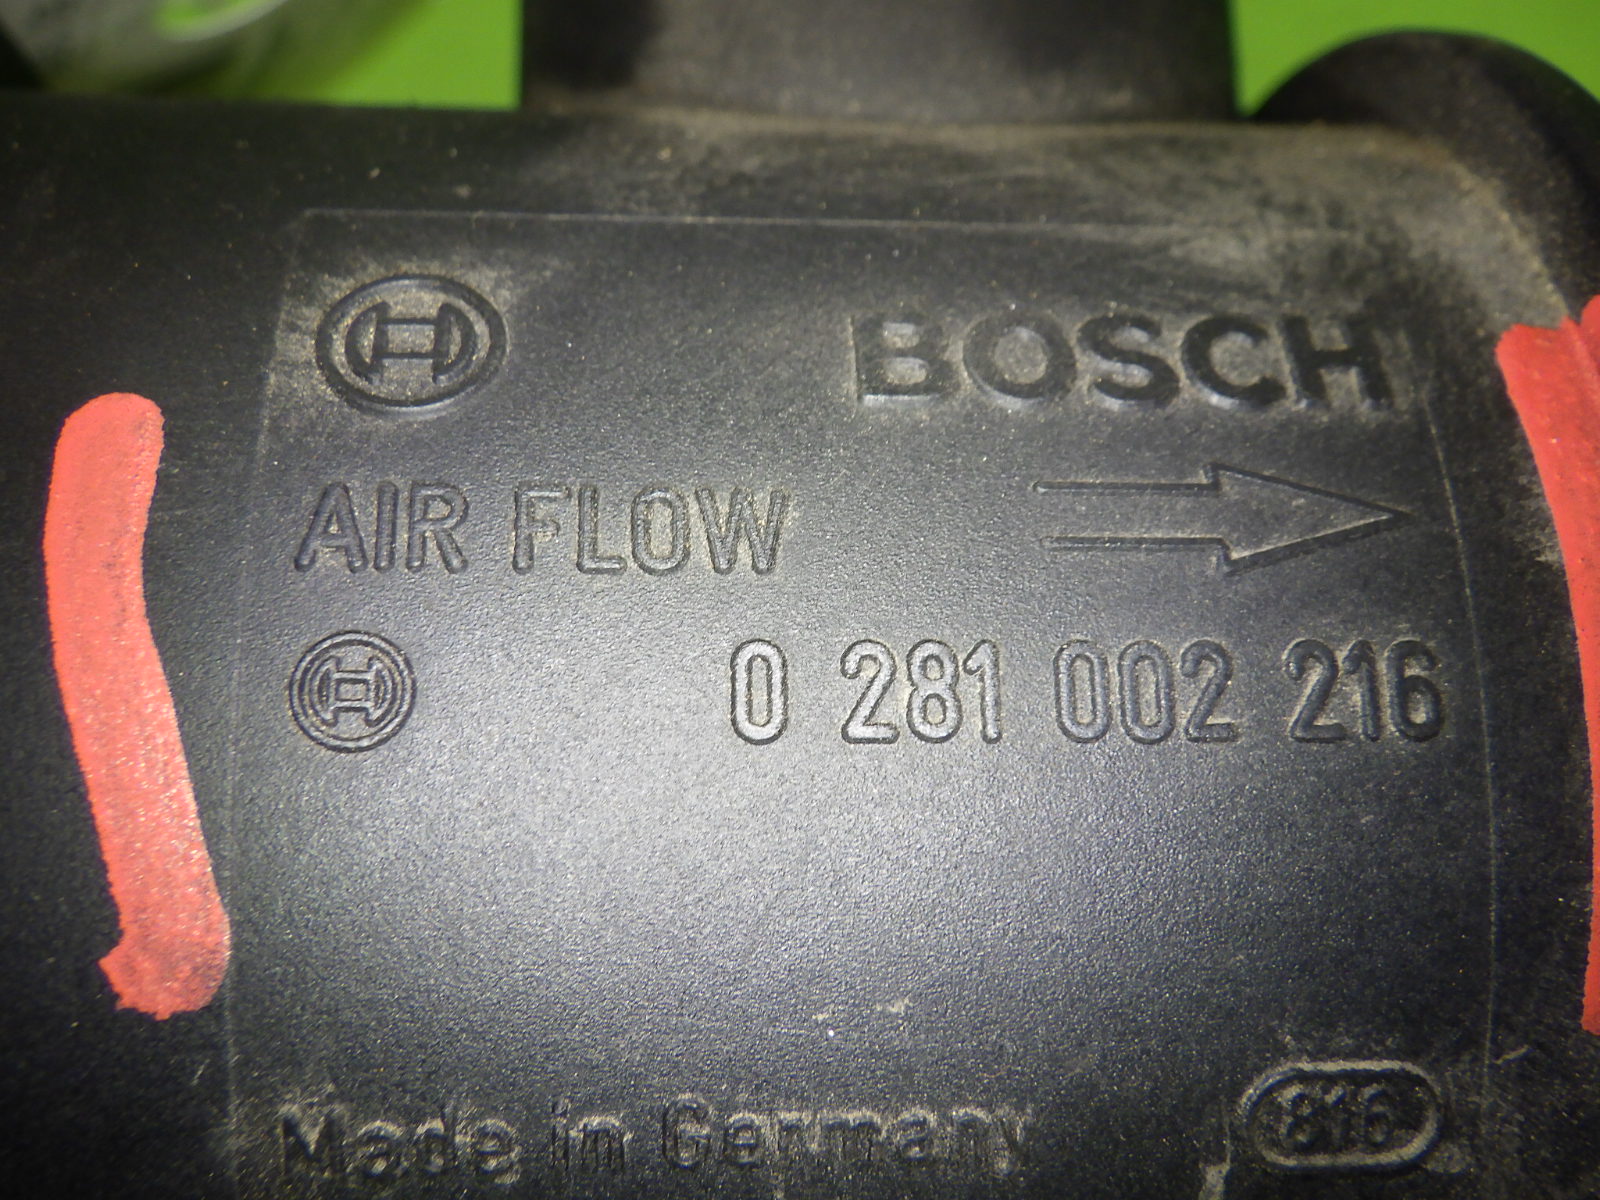 BOSCH
AIR FLOW
0 281 002 216
Made in Germany
816